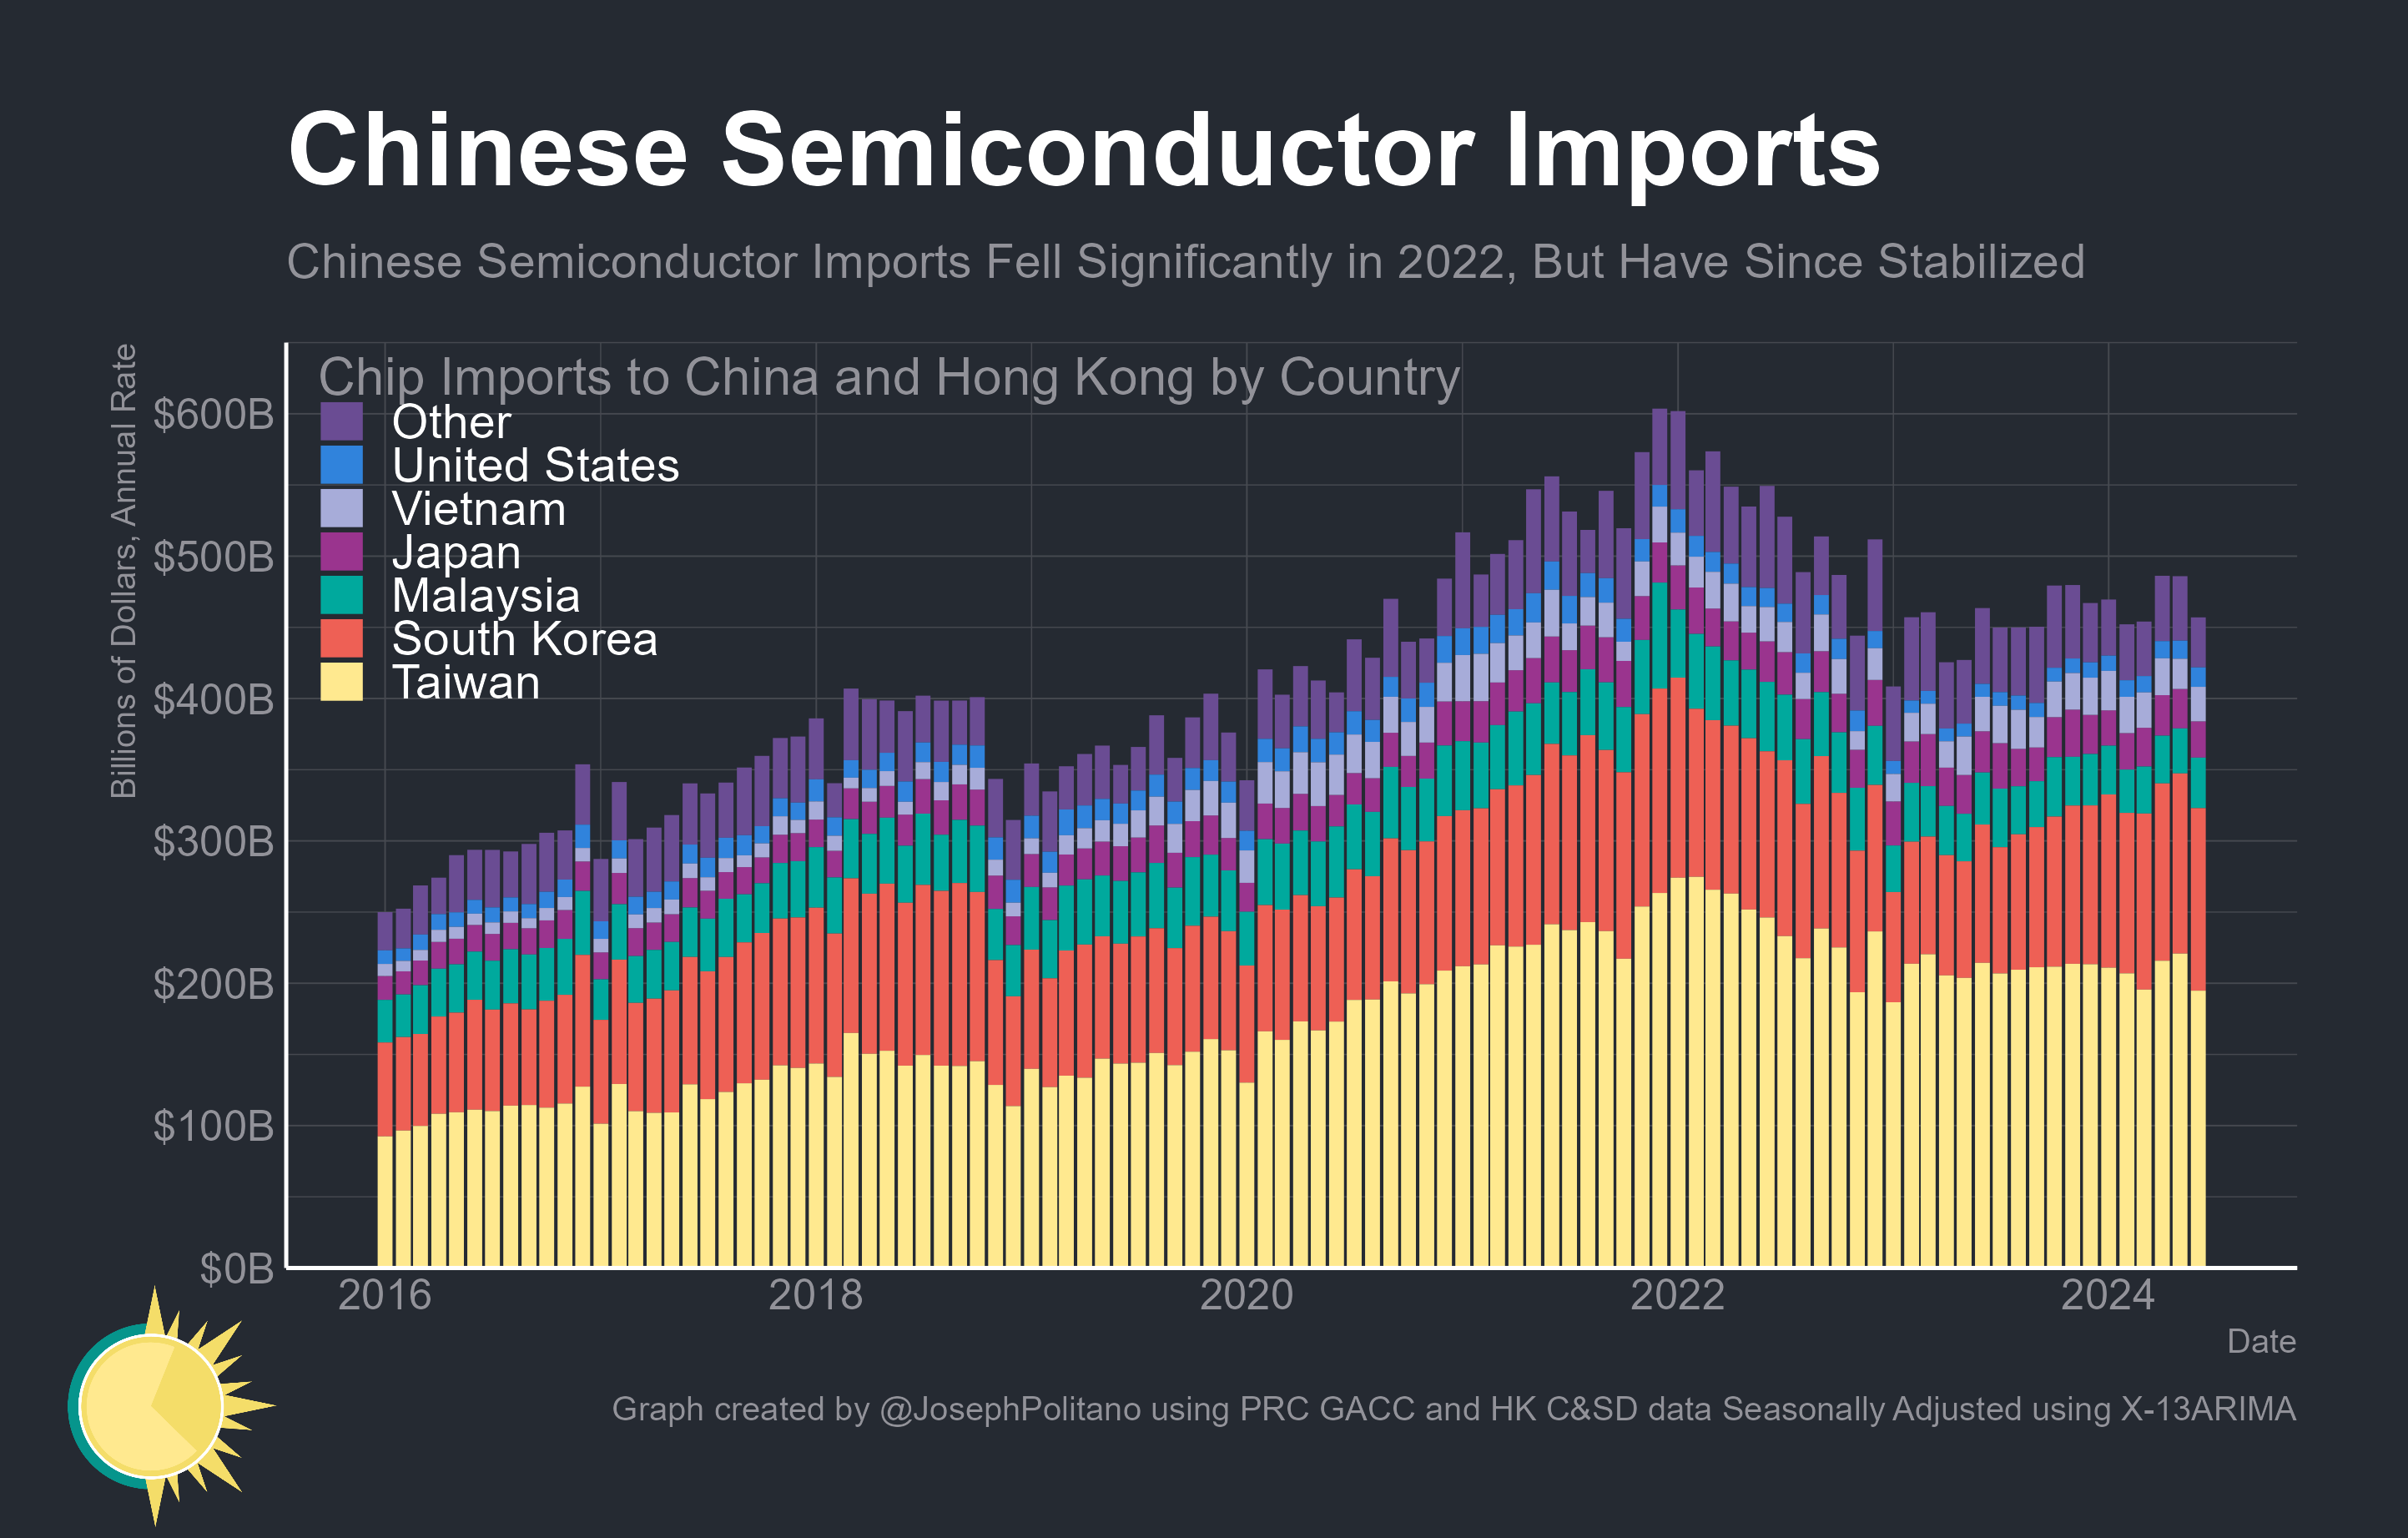 Chinese Semiconductor Imports
Chinese Semiconductor Imports Fell Significantly in 2022, But Have Since Stabilized
Billions of Dollars, Annual Rate
Chip Imports to China and Hong Kong by Country
Other
United States
Vietnam
Japan
Malaysia
South Korea
Taiwan
$600B
$500B
$400B
$300B
$200B
$100B
$0B
2016 2018 2020 2022 2024
Date
Graph created by @JosephPolitano using PRC GACC and HK C&SD data Seasonally Adjusted using X-13ARIMA